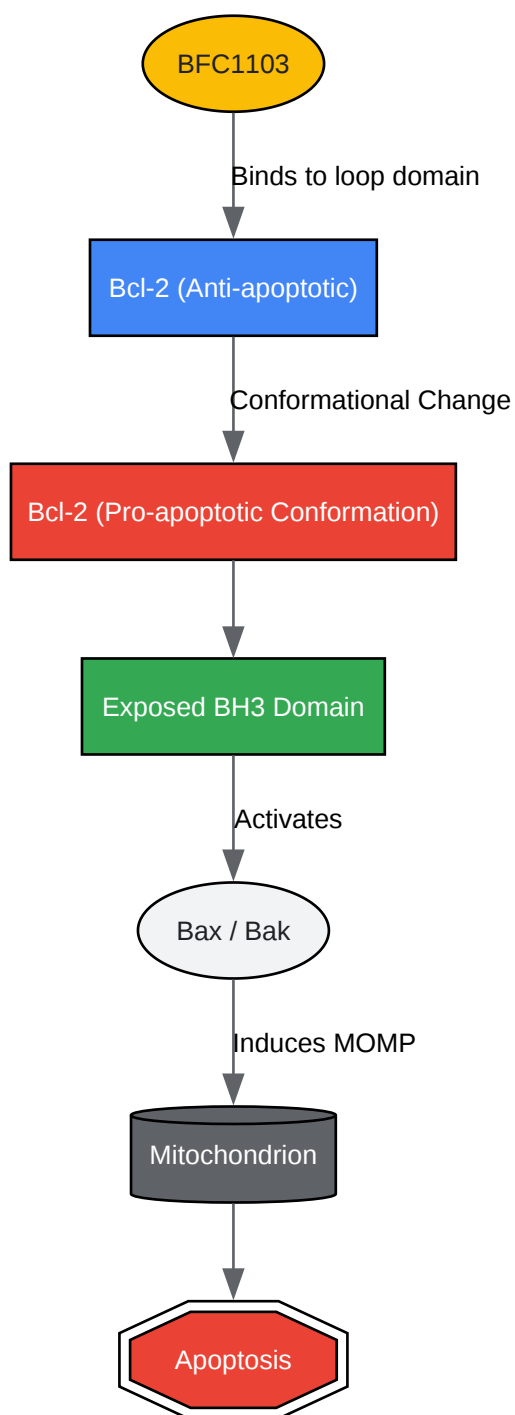 BFC1103
Binds to loop domain
Bcl-2 (Anti-apoptotic)
Conformational Change
Bcl-2 (Pro-apoptotic Conformation)
Exposed BH3 Domain
Activates
Bax / Bak
Induces MOMP
Mitochondrion
Apoptosis